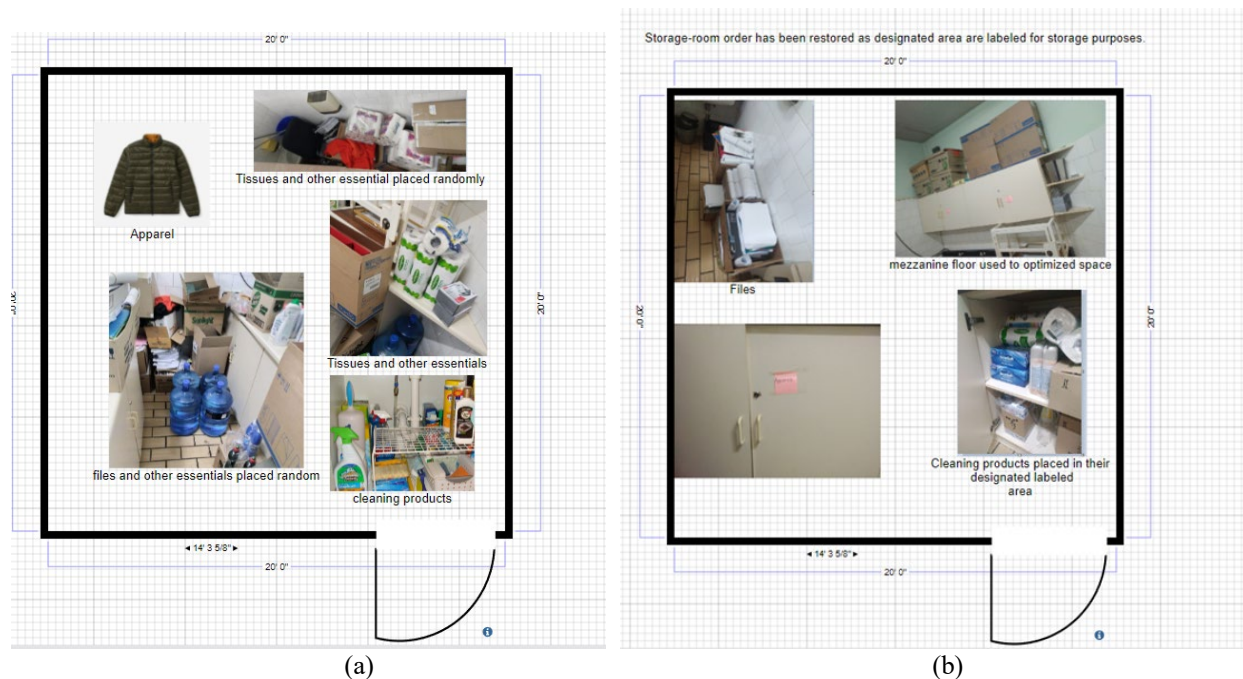 20' 0"
Apparel
Tissues and other essential placed randomly
Tissues and other essentials
files and other essentials placed random
cleaning products
20' 0"
20' 0"
14' 3 5/8"
20' 0"
(a)
Storage-room order has been restored as designated area are labeled for storage purposes.
20' 0"
Files
mezzanine floor used to optimized space
Cleaning products placed in their
designated labeled
area
20' 0"
20' 0"
14' 3 5/8"
20' 0"
(b)